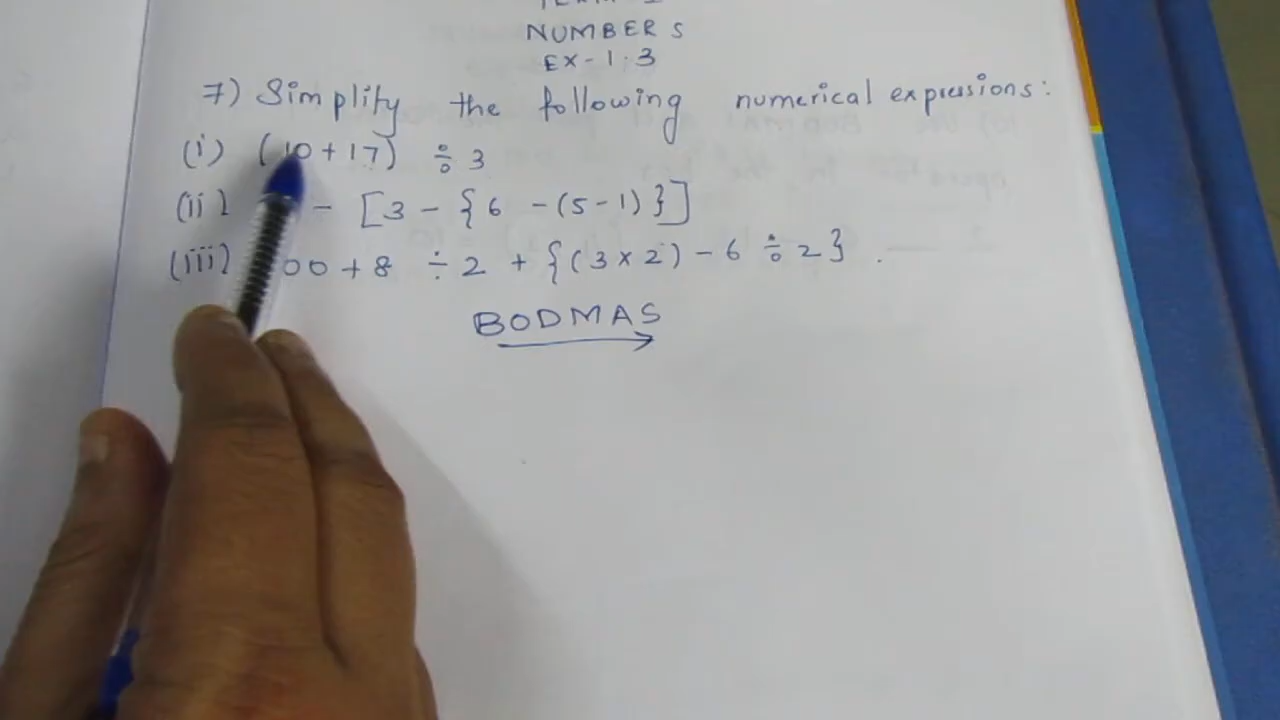 NUMBERS
EX-1.3
7) Simplify the following numerical expressions:
(i) (10+17) ÷ 3
(ii) - [3 - {6 -(5-1)}]
(iii) 00+8 ÷ 2 + {(3×2) - 6 ÷ 2}.
BODMAS